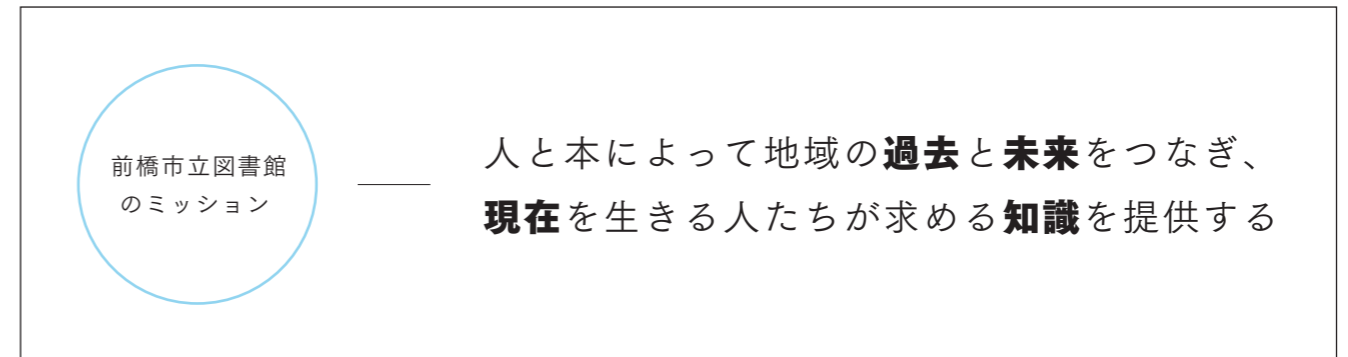 前橋市立図書館
のミッション
人と本によって地域の過去と未来をつなぎ、
現在を生きる人たちが求める知識を提供する